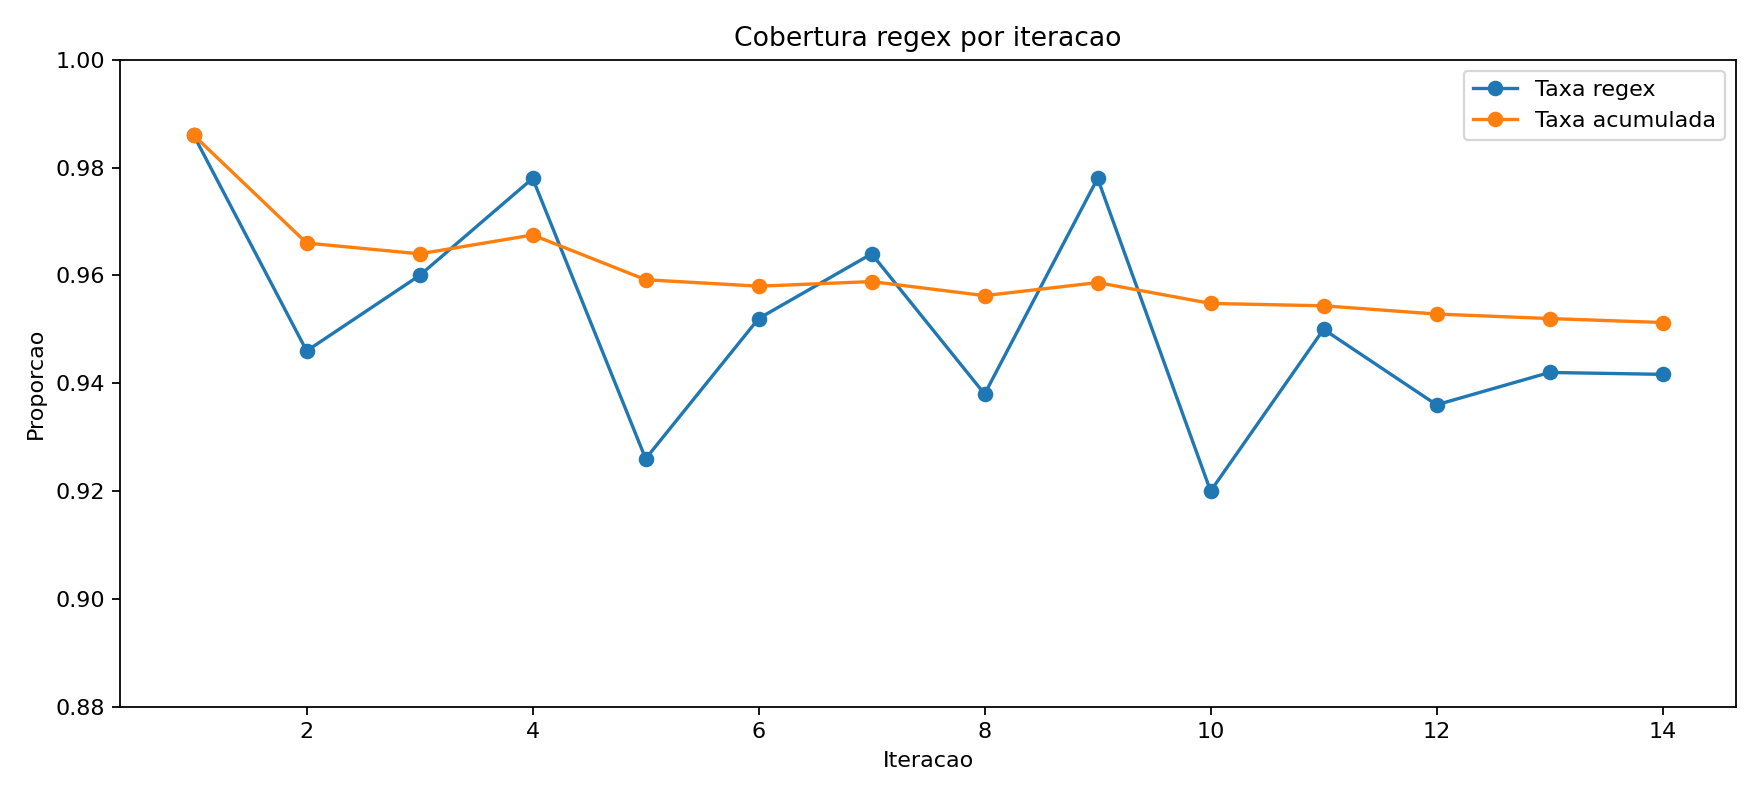 Cobertura regex por iteracao
Taxa regex
Taxa acumulada
1.00
0.98
0.96
0.94
0.92
0.90
0.88
Proporcao
2 4 6 8 10 12 14
Iteracao